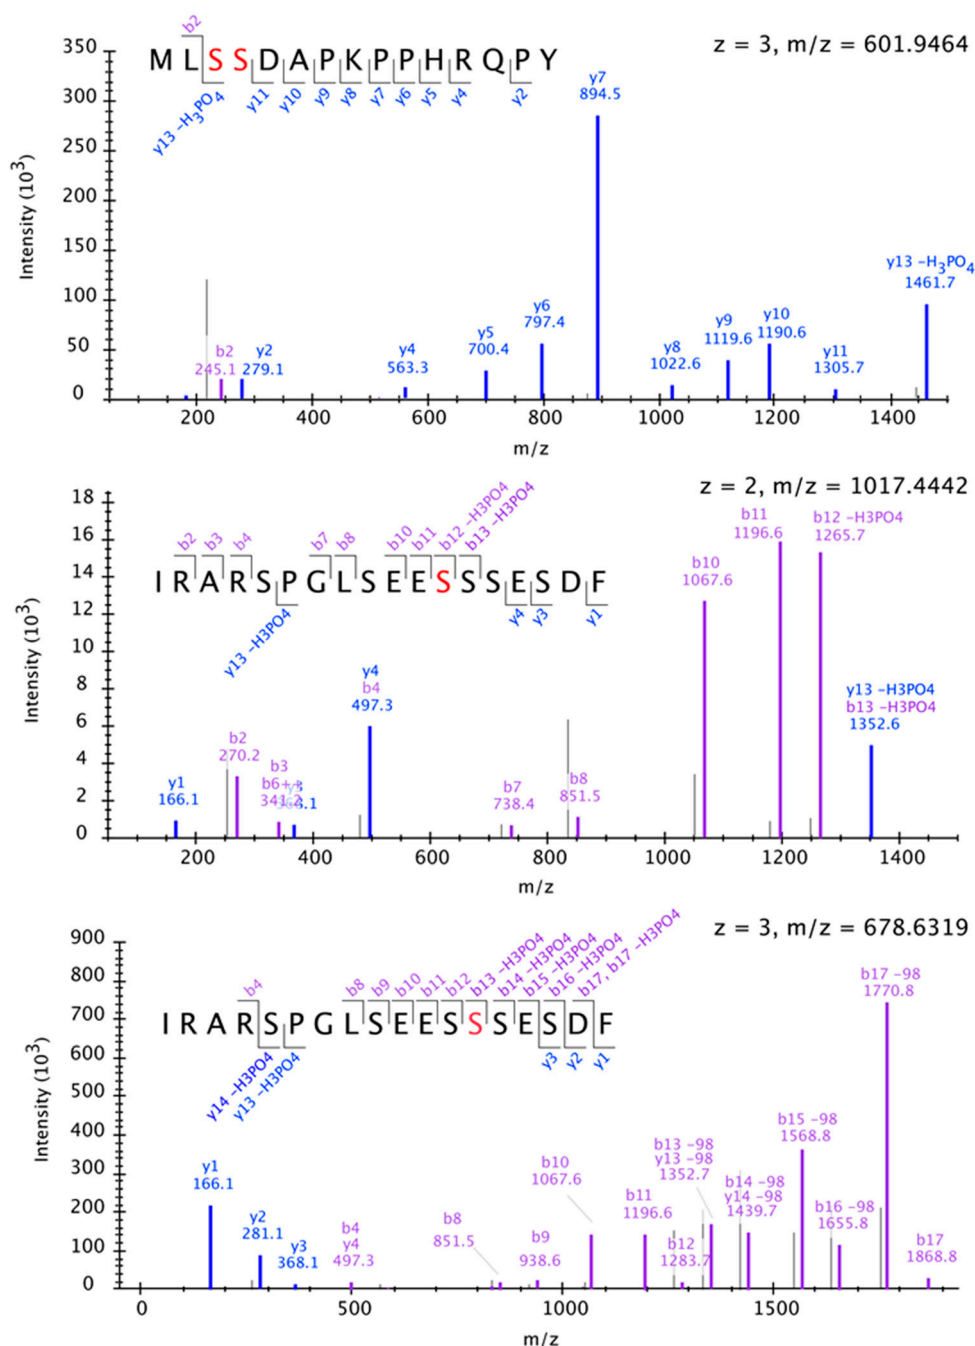 b2
z = 3, m/z = 601.9464
M L S S D A P K P P H R Q P Y
y13 -H3PO4
y11
y10
y9
y8
y7
y6
y5
y4
y2
Intensity (10³)
350
300
250
200
150
100
50
0
b2
245.1
y2
279.1
y4
563.3
y5
700.4
y6
797.4
y7
894.5
y8
1022.6
y9
1119.6
y10
1190.6
y11
1305.7
y13 -H3PO4
1461.7
200 400 600 800 1000 1200 1400
m/z
z = 2, m/z = 1017.4442
b2
b3
b4
b7
b8
b10
b11
b12 -H3PO4
b13 -H3PO4
I R A R S P G L S E E S S S E S D F
y13 -H3PO4
y4
y3
y1
Intensity (10³)
18
16
14
12
10
8
6
4
2
0
y1
166.1
b2
270.2
b3
b6++
341.2
y3
368.1
y4
b4
497.3
b7
738.4
b8
851.5
b10
1067.6
b11
1196.6
b12 -H3PO4
1265.7
y13 -H3PO4
b13 -H3PO4
1352.6
200 400 600 800 1000 1200 1400
m/z
z = 3, m/z = 678.6319
b4
b8
b9
b10
b11
b12
b13 -H3PO4
b14 -H3PO4
b15 -H3PO4
b16 -H3PO4
b17, b17 -H3PO4
I R A R S P G L S E E S S S E S D F
y14 -H3PO4
y13 -H3PO4
y3
y2
y1
Intensity (10³)
900
800
700
600
500
400
300
200
100
0
y1
166.1
y2
281.1
y3
368.1
b4
y4
497.3
b8
851.5
b9
938.6
b10
1067.6
b11
1196.6
b12
1283.7
b13 -98
y13 -98
1352.7
b14 -98
y14 -98
1439.7
b15 -98
1568.8
b16 -98
1655.8
b17 -98
1770.8
b17
1868.8
0 500 1000 1500
m/z